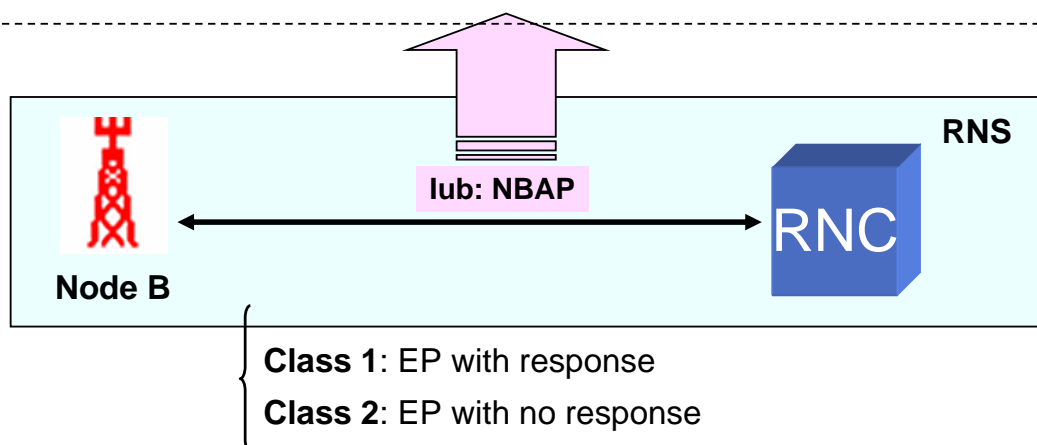 RNS
Iub: NBAP
RNC
Node B
Class 1: EP with response
Class 2: EP with no response